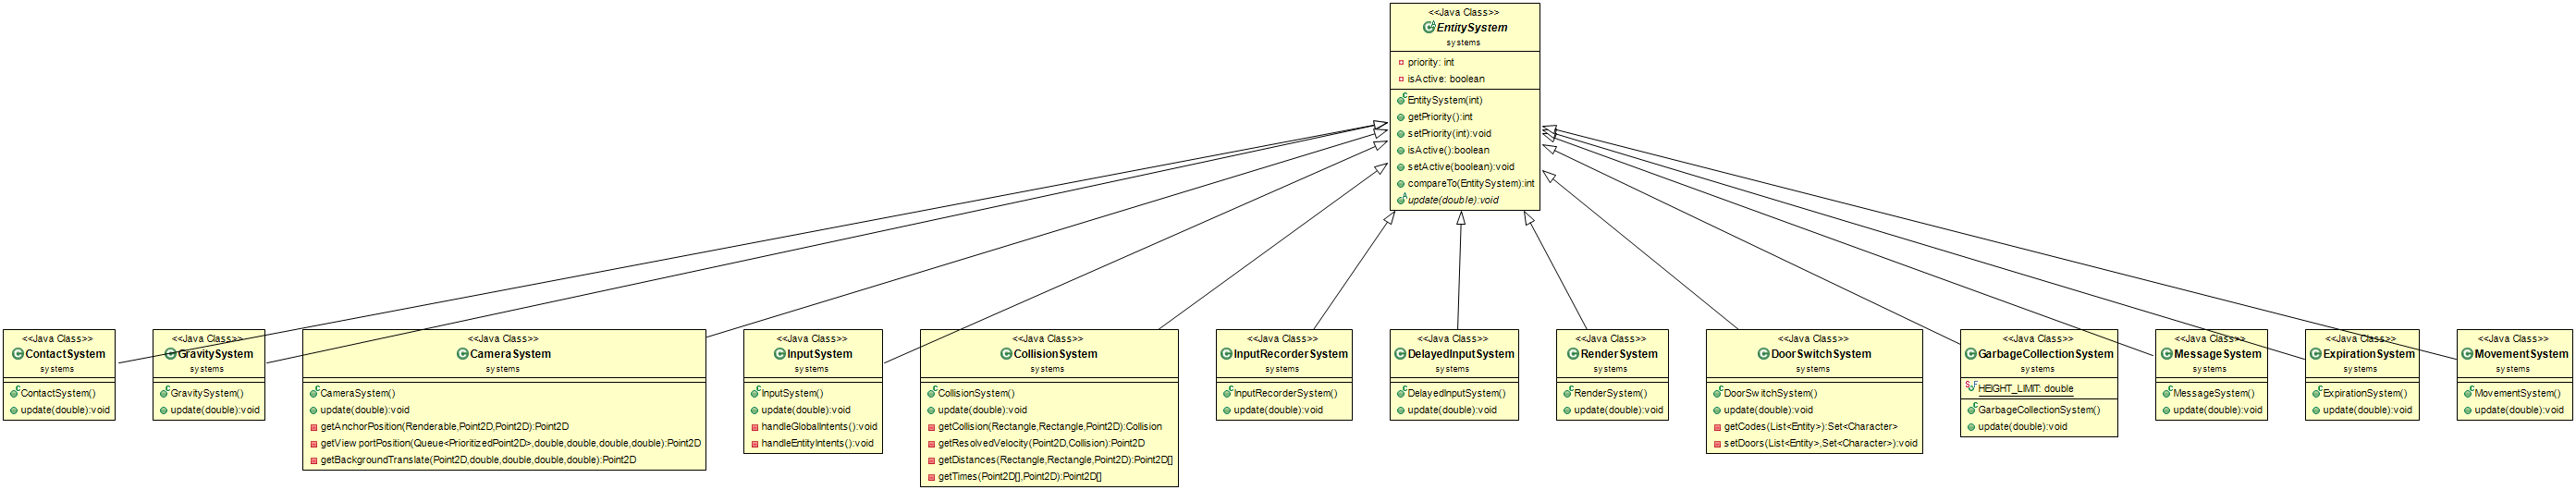 <<Java Class>>
EntitySystem
systems
priority: int
isActive: boolean
EntitySystem(int)
getPriority():int
setPriority(int):void
isActive():boolean
setActive(boolean):void
compareTo(EntitySystem):int
update(double):void
<<Java Class>>
ContactSystem
systems
ContactSystem()
update(double):void
<<Java Class>>
GravitySystem
systems
GravitySystem()
update(double):void
<<Java Class>>
CameraSystem
systems
CameraSystem()
update(double):void
getAnchorPosition(Renderable,Point2D,Point2D):Point2D
getViewportPosition(Queue<PrioritizedPoint2D>,double,double,double,double):Point2D
getBackgroundTranslate(Point2D,double,double,double,double):Point2D
<<Java Class>>
InputSystem
systems
InputSystem()
update(double):void
handleGlobalIntents():void
handleEntityIntents():void
<<Java Class>>
CollisionSystem
systems
CollisionSystem()
update(double):void
getCollision(Rectangle,Rectangle,Point2D):Collision
getResolvedVelocity(Point2D,Collision):Point2D
getDistances(Rectangle,Rectangle,Point2D):Point2D[]
getTimes(Point2D[],Point2D):Point2D[]
<<Java Class>>
InputRecorderSystem
systems
InputRecorderSystem()
update(double):void
<<Java Class>>
DelayedInputSystem
systems
DelayedInputSystem()
update(double):void
<<Java Class>>
RenderSystem
systems
RenderSystem()
update(double):void
<<Java Class>>
DoorSwitchSystem
systems
DoorSwitchSystem()
update(double):void
getCodes(List<Entity>):Set<Character>
setDoors(List<Entity>,Set<Character>):void
<<Java Class>>
GarbageCollectionSystem
systems
HEIGHT_LIMIT: double
GarbageCollectionSystem()
update(double):void
<<Java Class>>
MessageSystem
systems
MessageSystem()
update(double):void
<<Java Class>>
ExpirationSystem
systems
ExpirationSystem()
update(double):void
<<Java Class>>
MovementSystem
systems
MovementSystem()
update(double):void